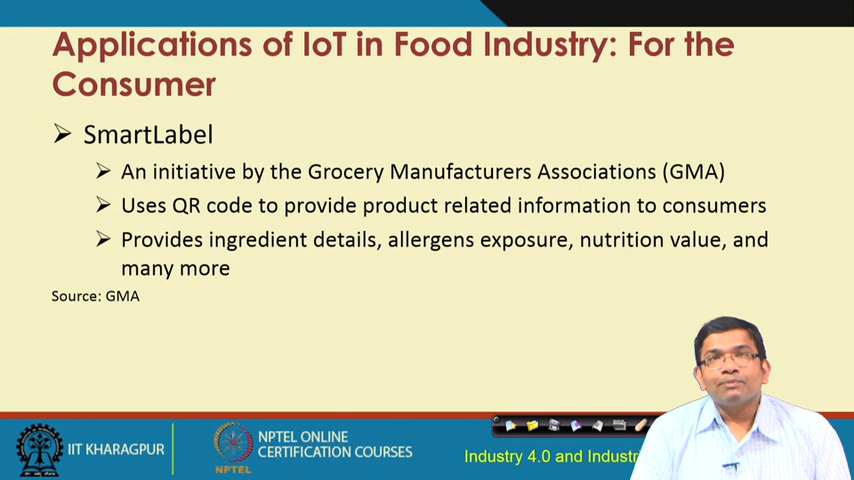 Applications of IoT in Food Industry: For the
Consumer
➢ SmartLabel
➢ An initiative by the Grocery Manufacturers Associations (GMA)
➢ Uses QR code to provide product related information to consumers
➢ Provides ingredient details, allergens exposure, nutrition value, and
many more
Source: GMA
IIT KHARAGPUR
NPTEL
NPTEL ONLINE
CERTIFICATION COURSES
Industry 4.0 and Industri